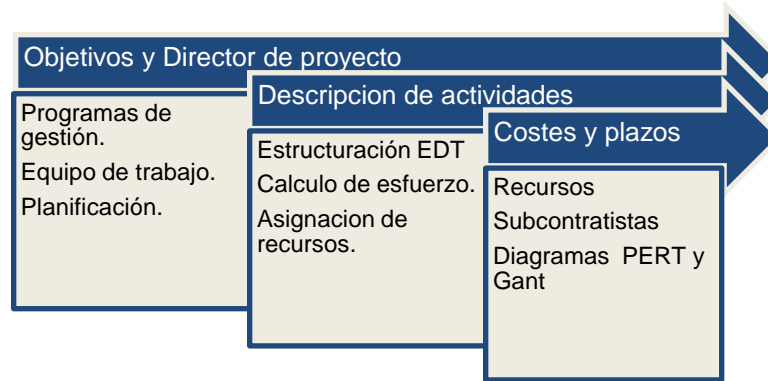 Objetivos y Director de proyecto
Programas de
gestión.
Equipo de trabajo.
Planificación.
Descripcion de actividades
Estructuración EDT
Calculo de esfuerzo.
Asignacion de
recursos.
Costes y plazos
Recursos
Subcontratistas
Diagramas PERT y
Gant